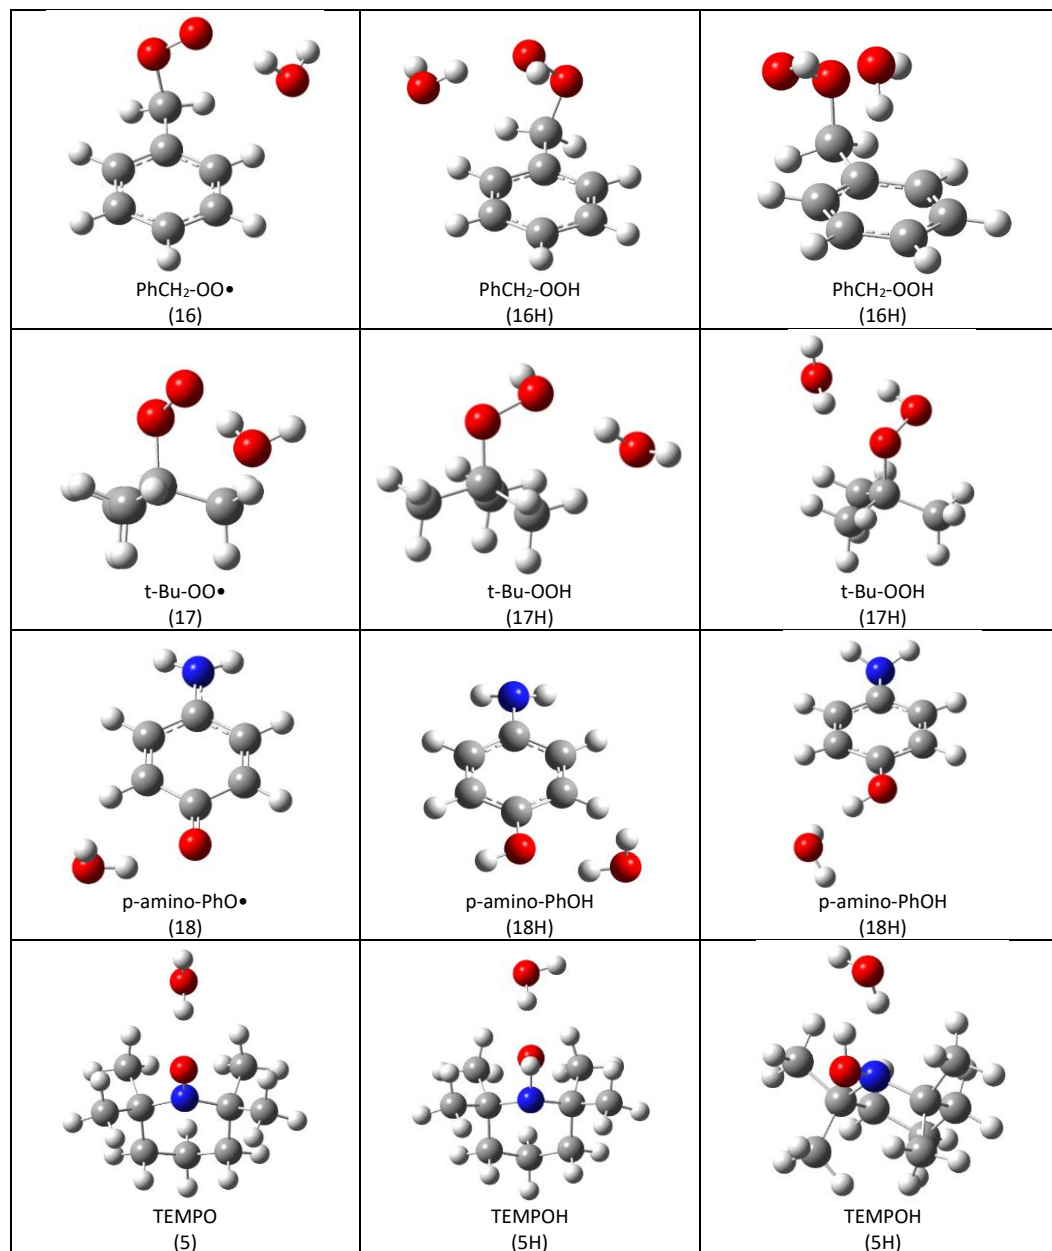 PhCH₂-OO•
(16)
PhCH₂-OOH
(16H)
PhCH₂-OOH
(16H)
t-Bu-OO•
(17)
t-Bu-OOH
(17H)
t-Bu-OOH
(17H)
p-amino-PhO•
(18)
p-amino-PhOH
(18H)
p-amino-PhOH
(18H)
TEMPO
(5)
TEMPOH
(5H)
TEMPOH
(5H)